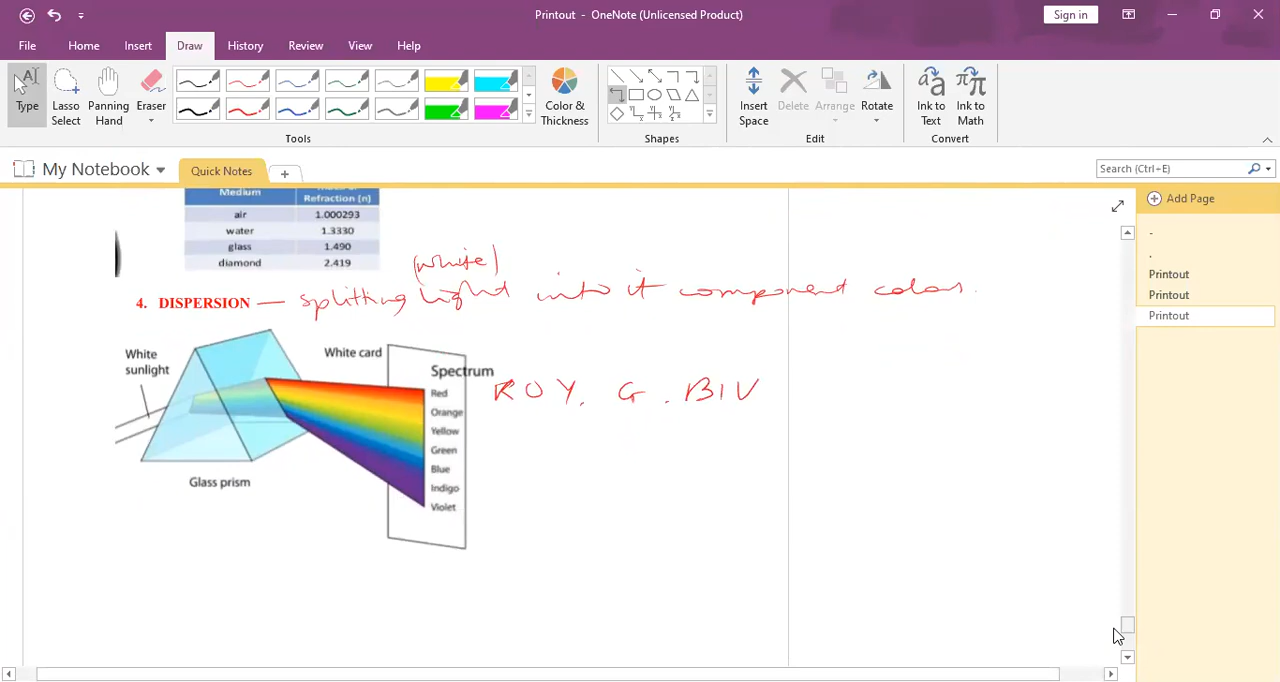 Printout - OneNote (Unlicensed Product)
Sign in
File Home Insert Draw History Review View Help
Type
Lasso Select
Panning Hand
Eraser
Color & Thickness
Insert Space
Delete
Arrange
Rotate
Ink to Text
Ink to Math
Tools
Shapes
Edit
Convert
My Notebook
Quick Notes
Search (Ctrl+E)
Add Page
-
.
Printout
Printout
Printout
Medium Refraction (n)
air 1.000293
water 1.3330
glass 1.490
diamond 2.419
(white)
4. DISPERSION — splitting light into it component colors.
White sunlight
White card
Spectrum
Red
Orange
Yellow
Green
Blue
Indigo
Violet
Glass prism
ROY. G. BIV